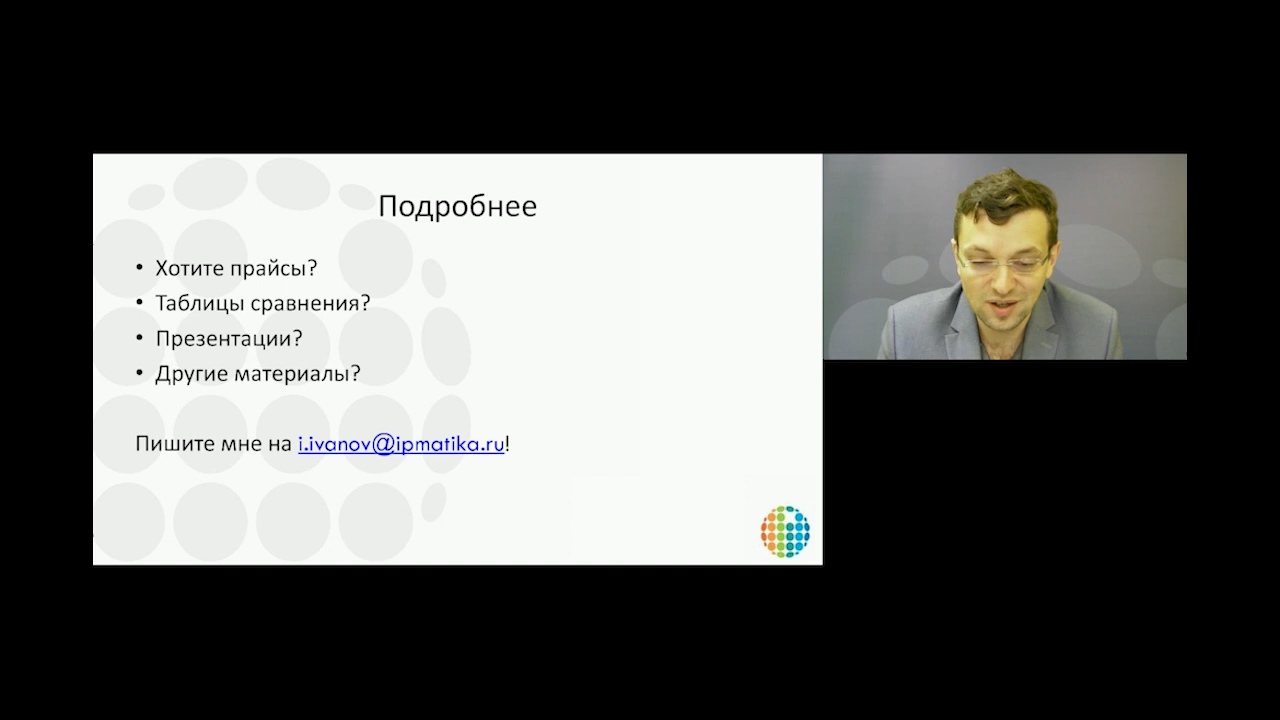 Подробнее
• Хотите прайсы?
• Таблицы сравнения?
• Презентации?
• Другие материалы?
Пишите мне на i.ivanov@ipmatika.ru!